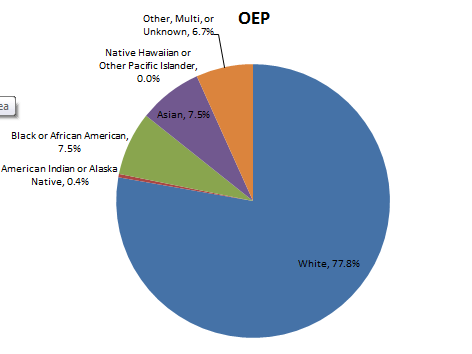 OEP
Other, Multi, or
Unknown, 6.7%
Native Hawaiian or
Other Pacific Islander,
0.0%
ea
Asian, 7.5%
Black or African American,
7.5%
American Indian or Alaska
Native, 0.4%
White, 77.8%